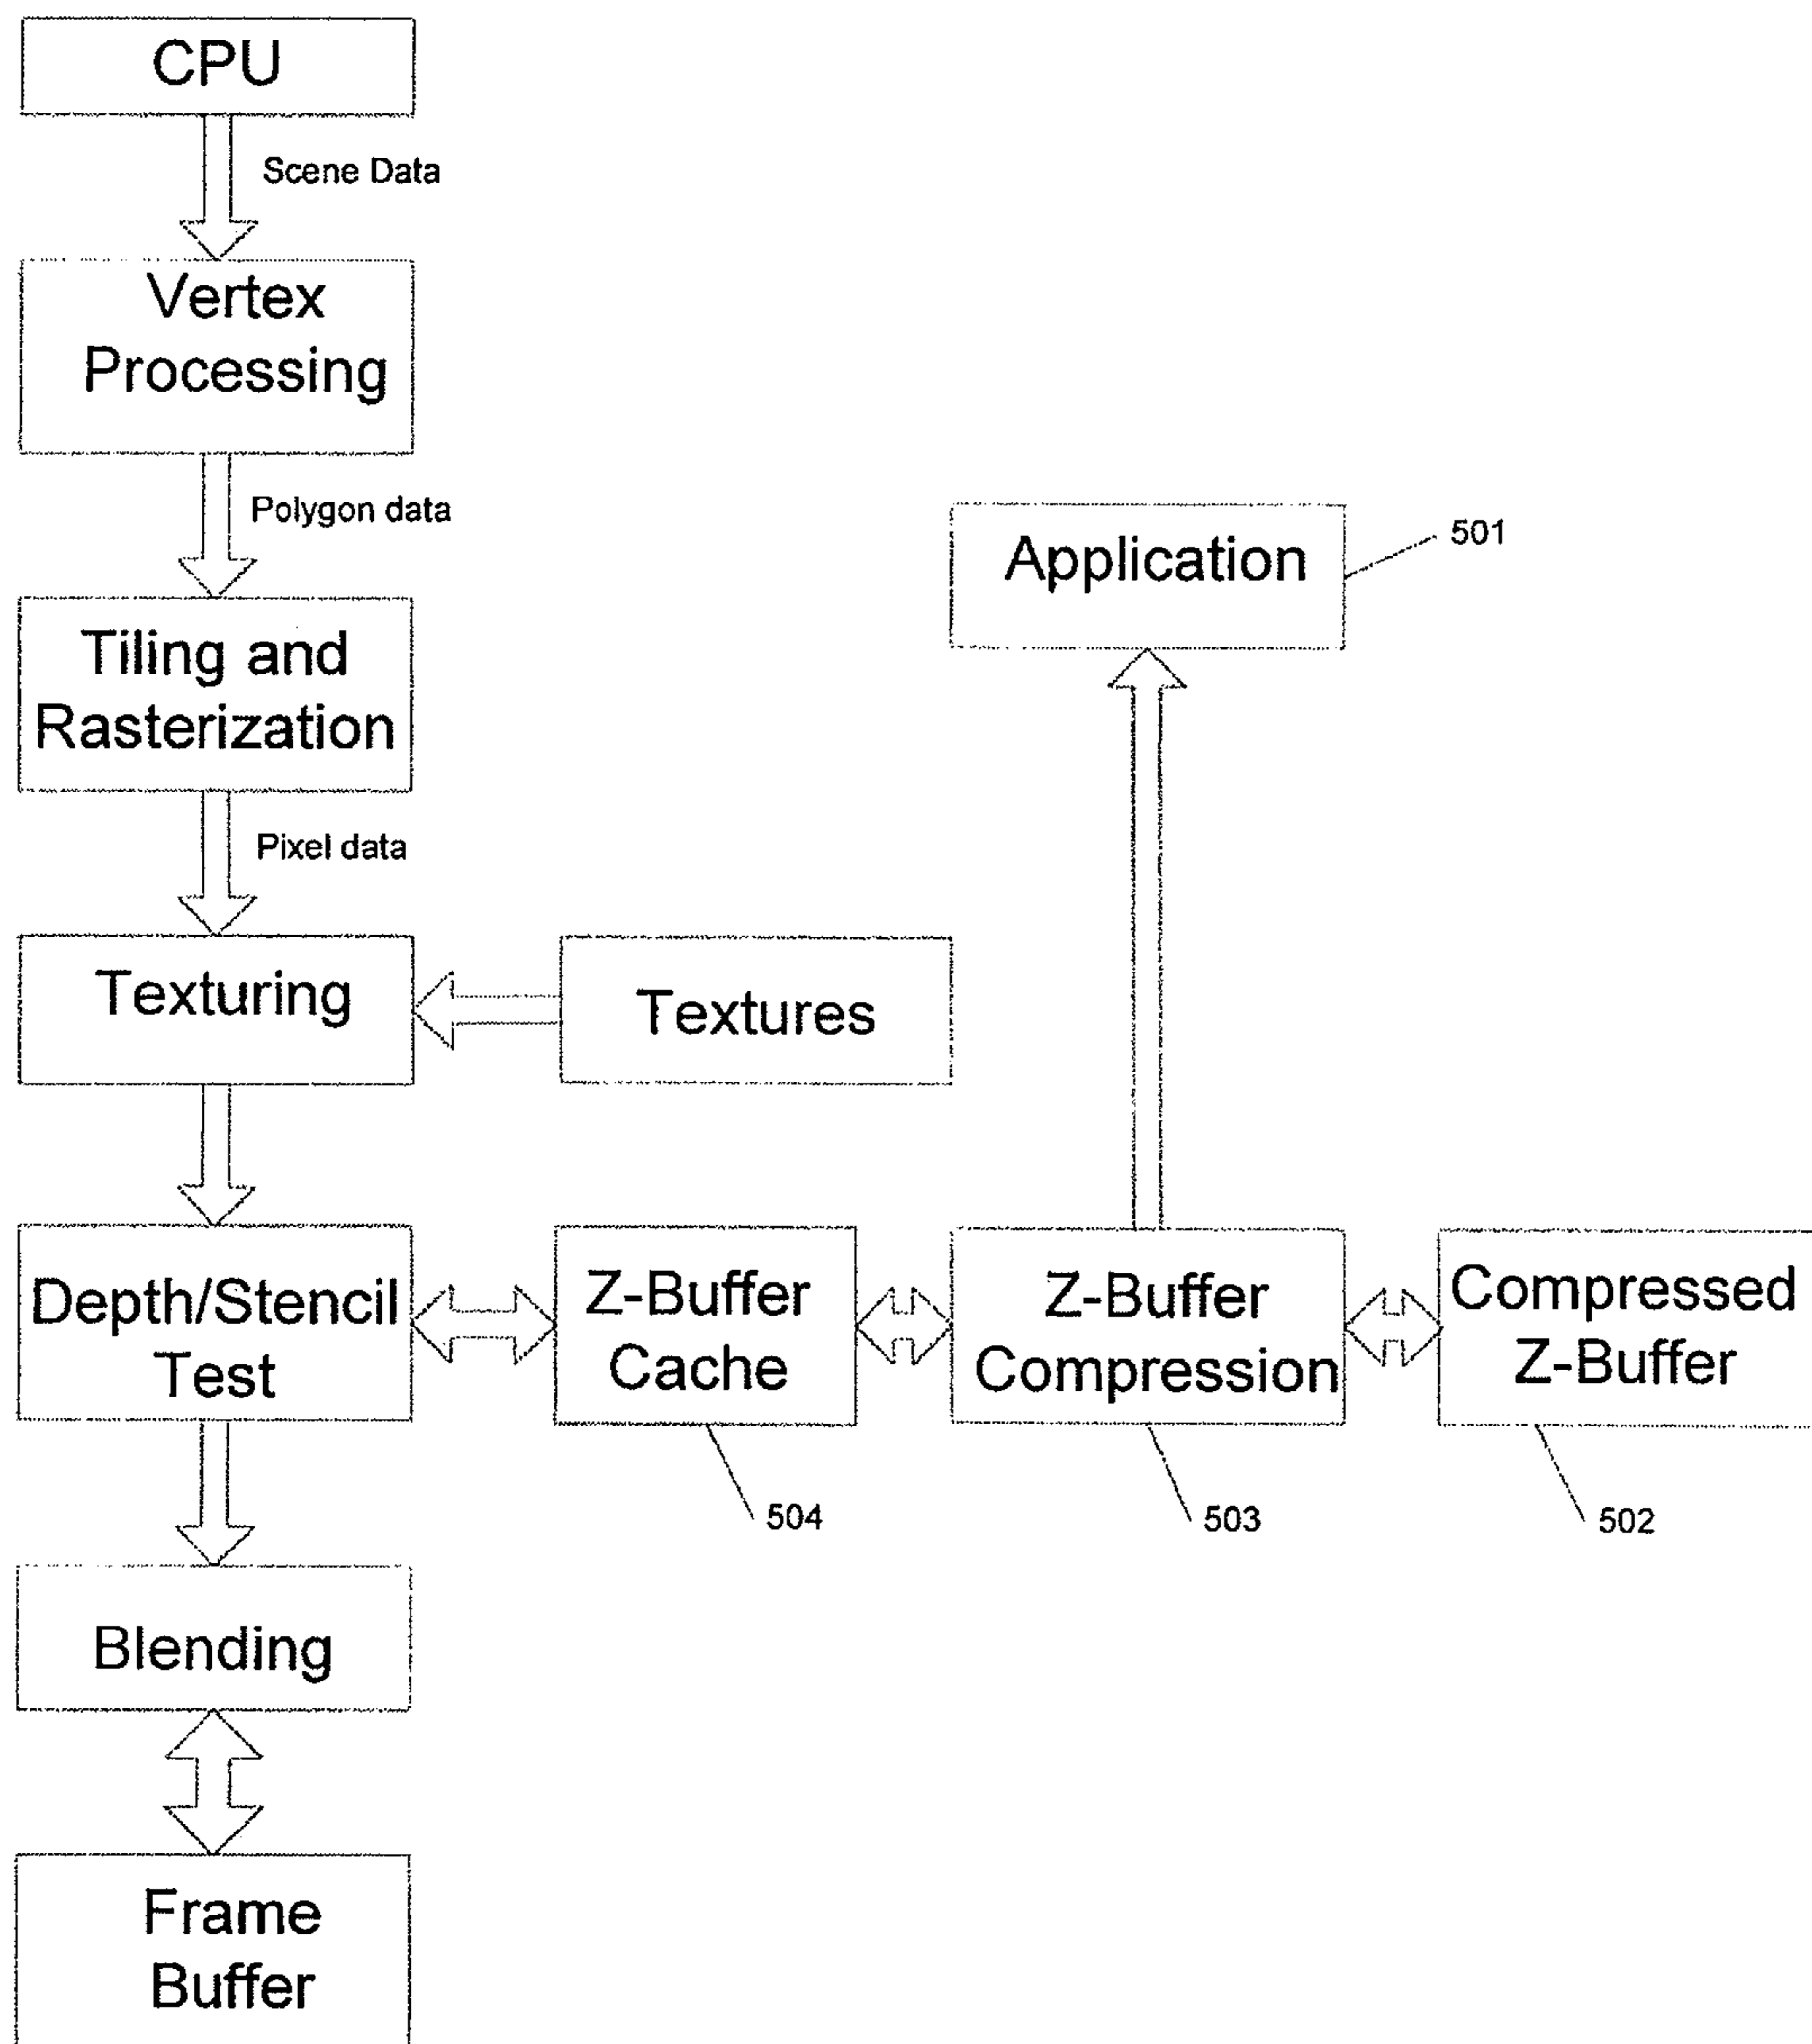 CPU
Scene Data
Vertex
Processing
Polygon data
Application
501
Tiling and
Rasterization
Pixel data
Texturing
Textures
Depth/Stencil
Test
Z-Buffer
Cache
Z-Buffer
Compression
Compressed
Z-Buffer
504
503
502
Blending
Frame
Buffer